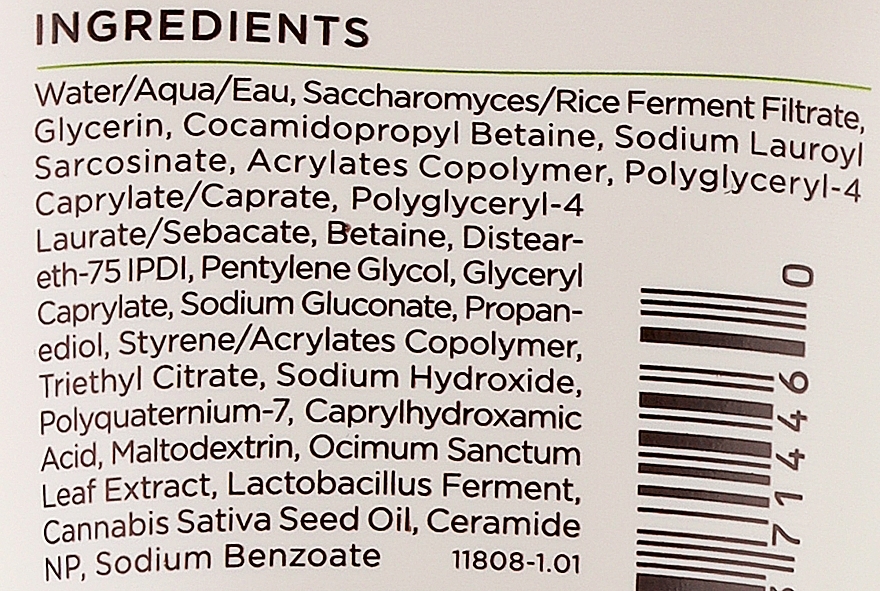 INGREDIENTS
Water/Aqua/Eau, Saccharomyces/Rice Ferment Filtrate,
Glycerin, Cocamidopropyl Betaine, Sodium Lauroyl
Sarcosinate, Acrylates Copolymer, Polyglyceryl-4
Caprylate/Caprate, Polyglyceryl-4
Laurate/Sebacate, Betaine, Distear-
eth-75 IPDI, Pentylene Glycol, Glyceryl
Caprylate, Sodium Gluconate, Propan-
ediol, Styrene/Acrylates Copolymer,
Triethyl Citrate, Sodium Hydroxide,
Polyquaternium-7, Caprylhydroxamic
Acid, Maltodextrin, Ocimum Sanctum
Leaf Extract, Lactobacillus Ferment,
Cannabis Sativa Seed Oil, Ceramide
NP, Sodium Benzoate 11808-1.01
0 96441 7